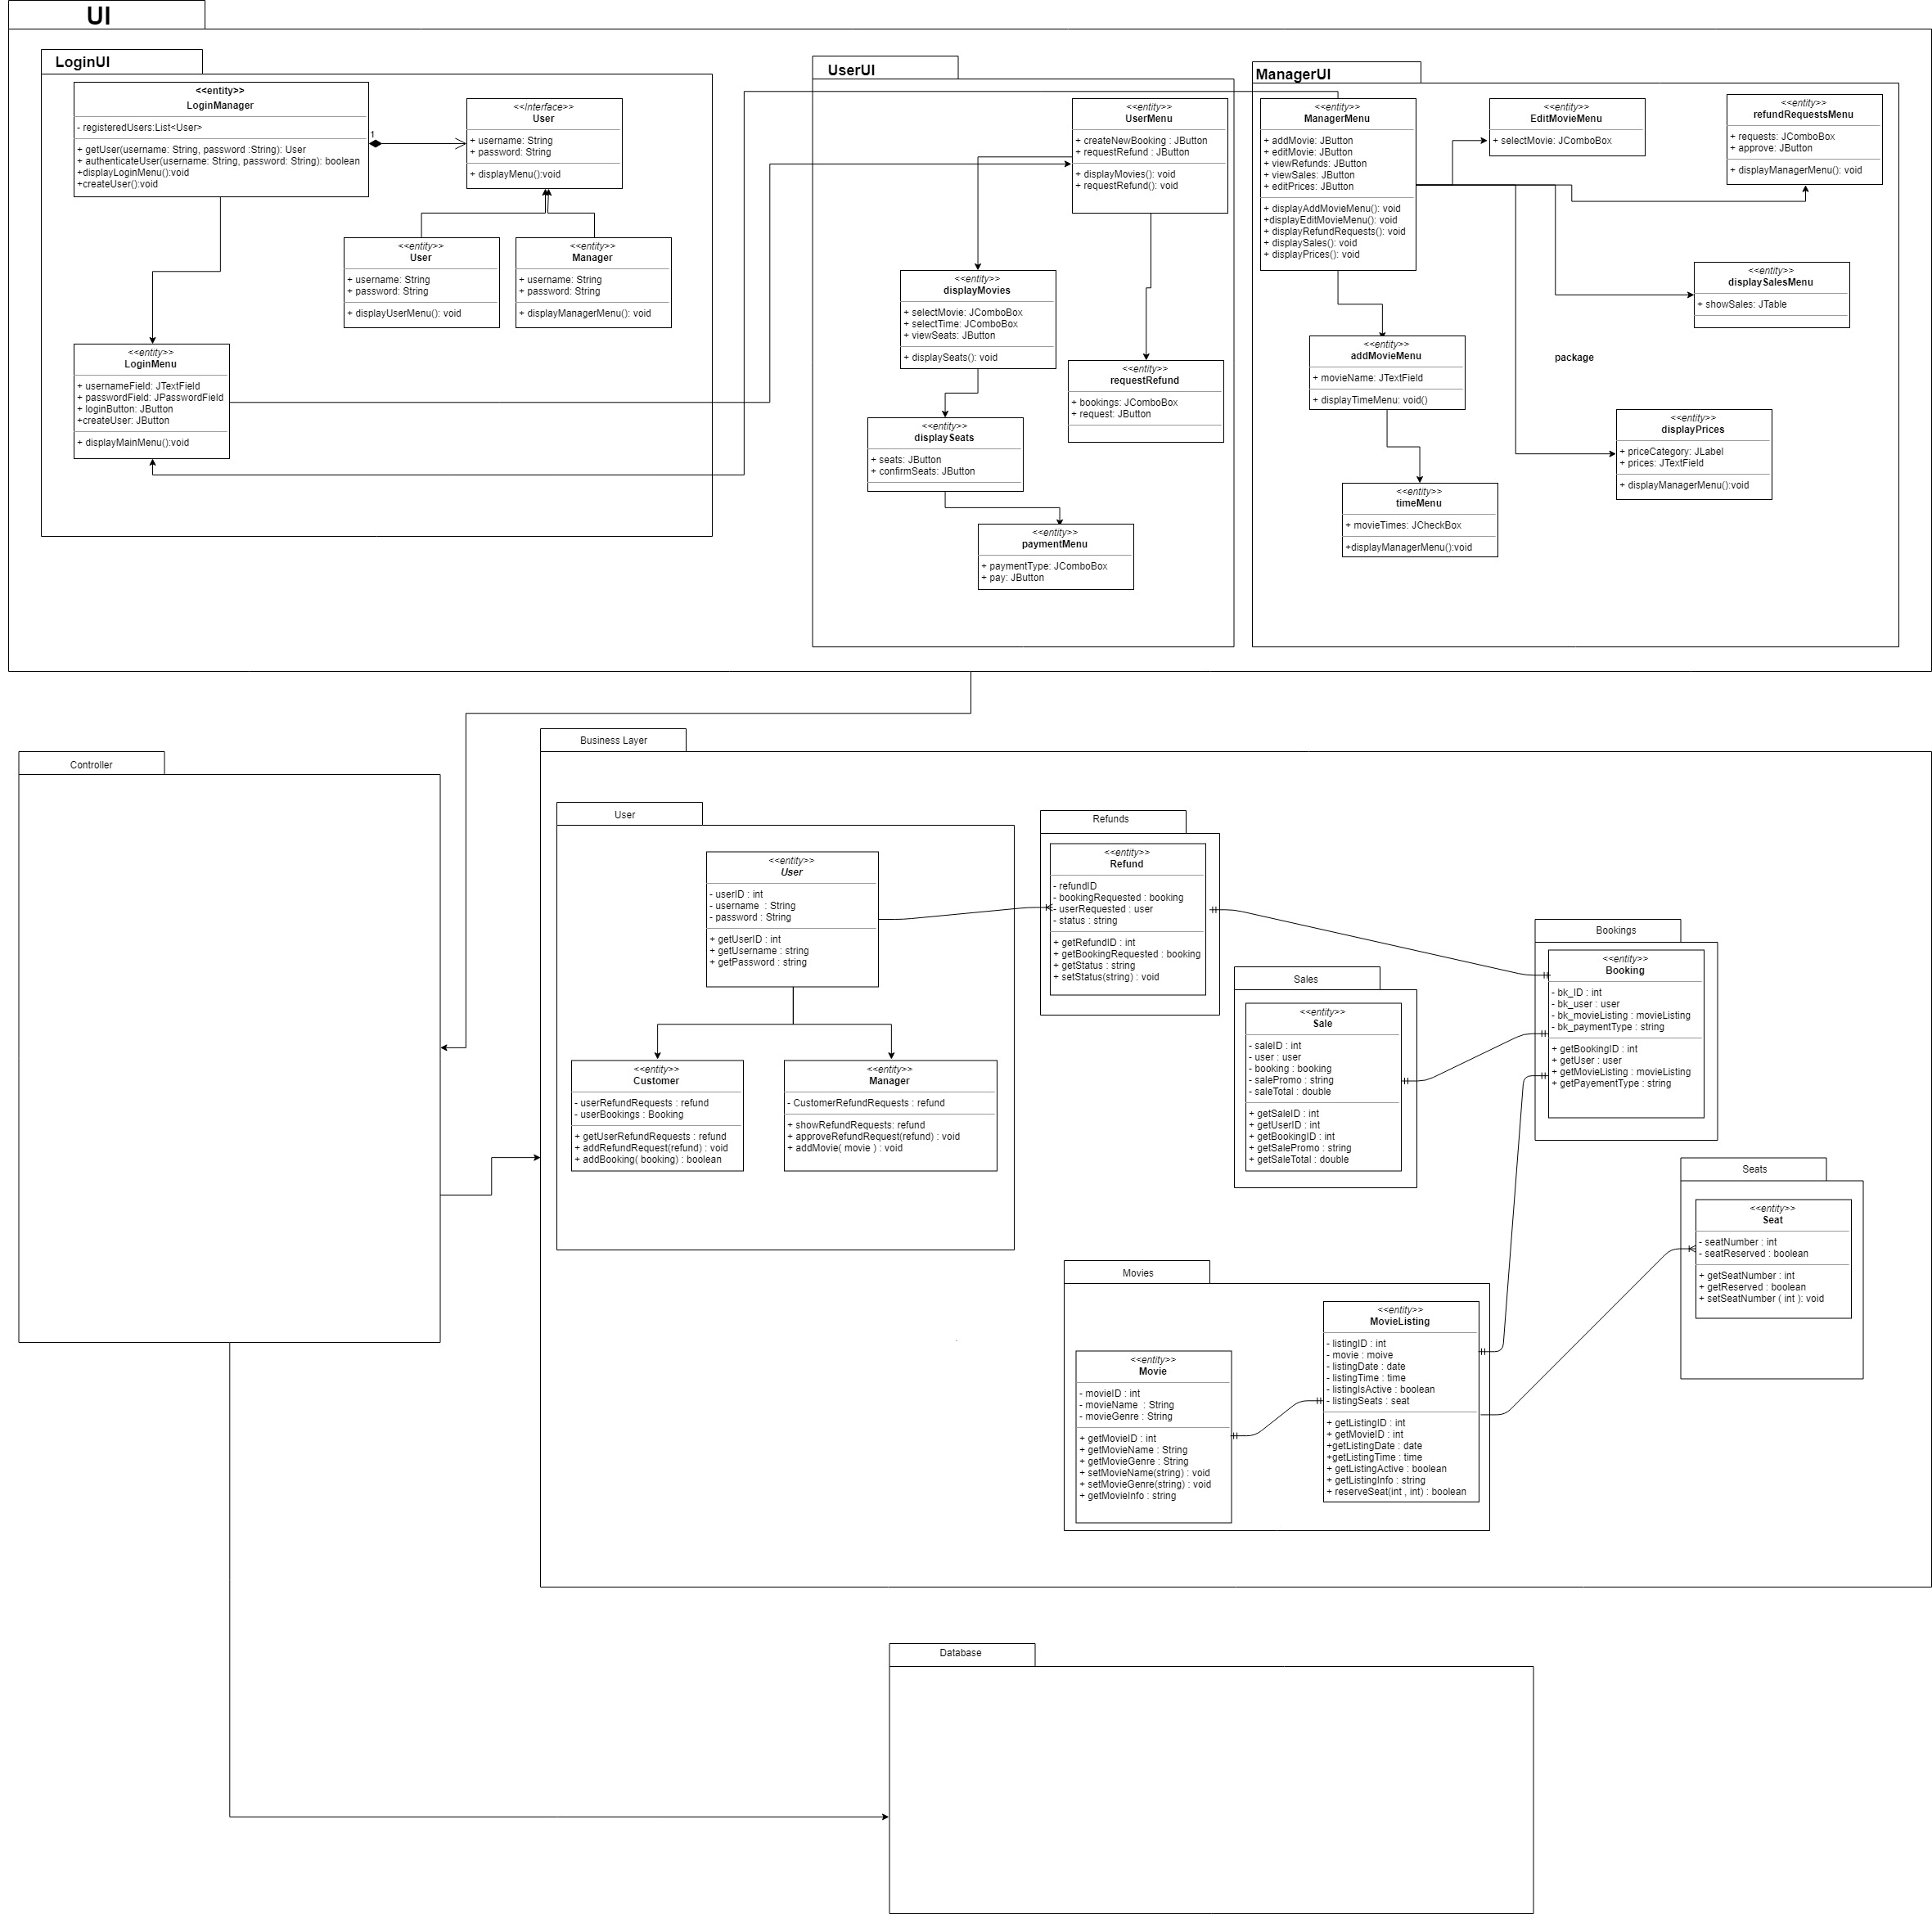 UI
LoginUI
<<entity>>
LoginManager
- registeredUsers:List<User>
+ getUser(username: String, password :String): User
+ authenticateUser(username: String, password: String): boolean
+displayLoginMenu():void
+createUser():void
1
<<Interface>>
User
+ username: String
+ password: String
+ displayMenu():void
<<entity>>
User
+ username: String
+ password: String
+ displayUserMenu(): void
<<entity>>
Manager
+ username: String
+ password: String
+ displayManagerMenu(): void
<<entity>>
LoginMenu
+ usernameField: JTextField
+ passwordField: JPasswordField
+ loginButton: JButton
+createUser: JButton
+ displayMainMenu():void
UserUI
<<entity>>
UserMenu
+ createNewBooking : JButton
+ requestRefund : JButton
+ displayMovies(): void
+ requestRefund(): void
<<entity>>
displayMovies
+ selectMovie: JComboBox
+ selectTime: JComboBox
+ viewSeats: JButton
+ displaySeats(): void
<<entity>>
requestRefund
+ bookings: JComboBox
+ request: JButton
<<entity>>
displaySeats
+ seats: JButton
+ confirmSeats: JButton
<<entity>>
paymentMenu
+ paymentType: JComboBox
+ pay: JButton
ManagerUI
<<entity>>
ManagerMenu
+ addMovie: JButton
+ editMovie: JButton
+ viewRefunds: JButton
+ viewSales: JButton
+ editPrices: JButton
+ displayAddMovieMenu(): void
+displayEditMovieMenu(): void
+ displayRefundRequests(): void
+ displaySales(): void
+ displayPrices(): void
<<entity>>
EditMovieMenu
+ selectMovie: JComboBox
<<entity>>
refundRequestsMenu
+ requests: JComboBox
+ approve: JButton
+ displayManagerMenu(): void
<<entity>>
displaySalesMenu
+ showSales: JTable
<<entity>>
addMovieMenu
+ movieName: JTextField
+ displayTimeMenu: void()
package
<<entity>>
displayPrices
+ priceCategory: JLabel
+ prices: JTextField
+ displayManagerMenu():void
<<entity>>
timeMenu
+ movieTimes: JCheckBox
+displayManagerMenu():void
Controller
Business Layer
User
<<entity>>
User
- userID : int
- username : String
- password : String
+ getUserID : int
+ getUsername : string
+ getPassword : string
<<entity>>
Customer
- userRefundRequests : refund
- userBookings : Booking
+ getUserRefundRequests : refund
+ addRefundRequest(refund) : void
+ addBooking( booking) : boolean
<<entity>>
Manager
- CustomerRefundRequests : refund
+ showRefundRequests: refund
+ approveRefundRequest(refund) : void
+ addMovie( movie ) : void
Refunds
<<entity>>
Refund
- refundID
- bookingRequested : booking
- userRequested : user
- status : string
+ getRefundID : int
+ getBookingRequested : booking
+ getStatus : string
+ setStatus(string) : void
Sales
<<entity>>
Sale
- saleID : int
- user : user
- booking : booking
- salePromo : string
- saleTotal : double
+ getSaleID : int
+ getUserID : int
+ getBookingID : int
+ getSalePromo : string
+ getSaleTotal : double
Bookings
<<entity>>
Booking
- bk_ID : int
- bk_user : user
- bk_movieListing : movieListing
- bk_paymentType : string
+ getBookingID : int
+ getUser : user
+ getMovieListing : movieListing
+ getPayementType : string
Seats
<<entity>>
Seat
- seatNumber : int
- seatReserved : boolean
+ getSeatNumber : int
+ getReserved : boolean
+ setSeatNumber ( int ): void
Movies
<<entity>>
Movie
- movieID : int
- movieName : String
- movieGenre : String
+ getMovieID : int
+ getMovieName : String
+ getMovieGenre : String
+ setMovieName(string) : void
+ setMovieGenre(string) : void
+ getMovieInfo : string
<<entity>>
MovieListing
- listingID : int
- movie : moive
- listingDate : date
- listingTime : time
- listingIsActive : boolean
- listingSeats : seat
+ getListingID : int
+ getMovieID : int
+getListingDate : date
+getListingTime : time
+ getListingActive : boolean
+ getListingInfo : string
+ reserveSeat(int , int) : boolean
Database